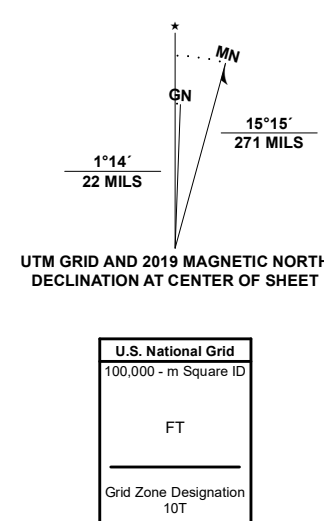 MN
GN
15°15´
271 MILS
1°14´
22 MILS
UTM GRID AND 2019 MAGNETIC NORTH
DECLINATION AT CENTER OF SHEET
U.S. National Grid
100,000 - m Square ID
FT
Grid Zone Designation
10T